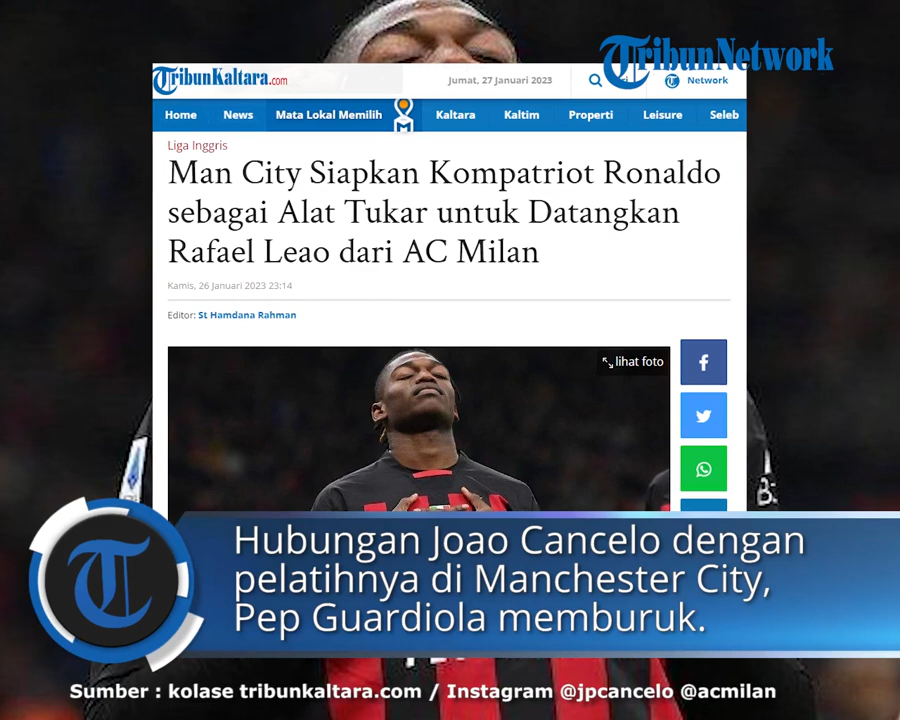 TribunNetwork
TribunKaltara.com
Jumat, 27 Januari 2023
Network
Home News Mata Lokal Memilih Kaltara Kaltim Properti Leisure Seleb
Liga Inggris
Man City Siapkan Kompatriot Ronaldo
sebagai Alat Tukar untuk Datangkan
Rafael Leao dari AC Milan
Kamis, 26 Januari 2023 23:14
Editor: St Hamdana Rahman
lihat foto
Hubungan Joao Cancelo dengan
pelatihnya di Manchester City,
Pep Guardiola memburuk.
Sumber : kolase tribunkaltara.com / Instagram @jpcancelo @acmilan